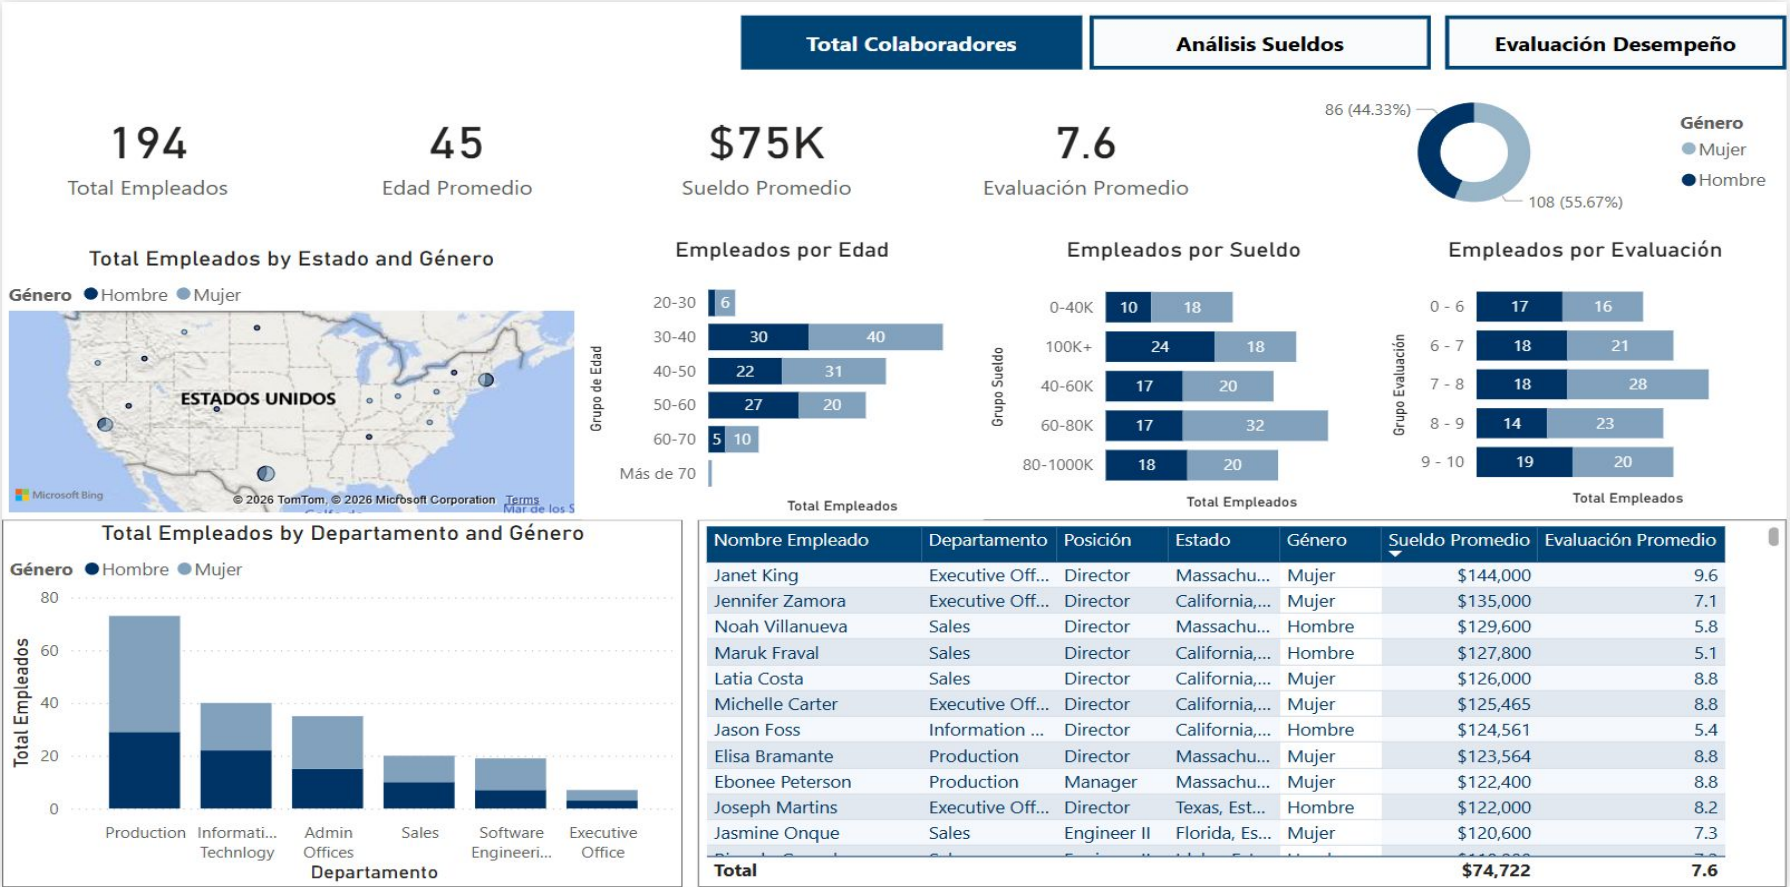 Total Colaboradores
Análisis Sueldos
Evaluación Desempeño
194
Total Empleados
45
Edad Promedio
$75K
Sueldo Promedio
7.6
Evaluación Promedio
86 (44.33%)
108 (55.67%)
Género
Mujer
Hombre
Total Empleados by Estado and Género
Género Hombre Mujer
ESTADOS UNIDOS
Microsoft Bing
© 2026 TomTom, © 2026 Microsoft Corporation Terms
Empleados por Edad
Grupo de Edad
20-30 6
30-40 30 40
40-50 22 31
50-60 27 20
60-70 5 10
Más de 70
Total Empleados
Empleados por Sueldo
Grupo Sueldo
0-40K 10 18
100K+ 24 18
40-60K 17 20
60-80K 17 32
80-1000K 18 20
Total Empleados
Empleados por Evaluación
Grupo Evaluación
0 - 6 17 16
6 - 7 18 21
7 - 8 18 28
8 - 9 14 23
9 - 10 19 20
Total Empleados
Total Empleados by Departamento and Género
Género Hombre Mujer
Total Empleados
80
60
40
20
0
Production
Informati...
Technlogy
Admin
Offices
Sales
Software
Engineeri...
Executive
Office
Departamento
Nombre Empleado Departamento Posición Estado Género Sueldo Promedio Evaluación Promedio
Janet King Executive Off... Director Massachu... Mujer $144,000 9.6
Jennifer Zamora Executive Off... Director California,... Mujer $135,000 7.1
Noah Villanueva Sales Director Massachu... Hombre $129,600 5.8
Maruk Fraval Sales Director California,... Hombre $127,800 5.1
Latia Costa Sales Director California,... Mujer $126,000 8.8
Michelle Carter Executive Off... Director California,... Mujer $125,465 8.8
Jason Foss Information ... Director California,... Hombre $124,561 5.4
Elisa Bramante Production Director Massachu... Mujer $123,564 8.8
Ebonee Peterson Production Manager Massachu... Mujer $122,400 8.8
Joseph Martins Executive Off... Director Texas, Est... Hombre $122,000 8.2
Jasmine Onque Sales Engineer II Florida, Es... Mujer $120,600 7.3
Total $74,722 7.6